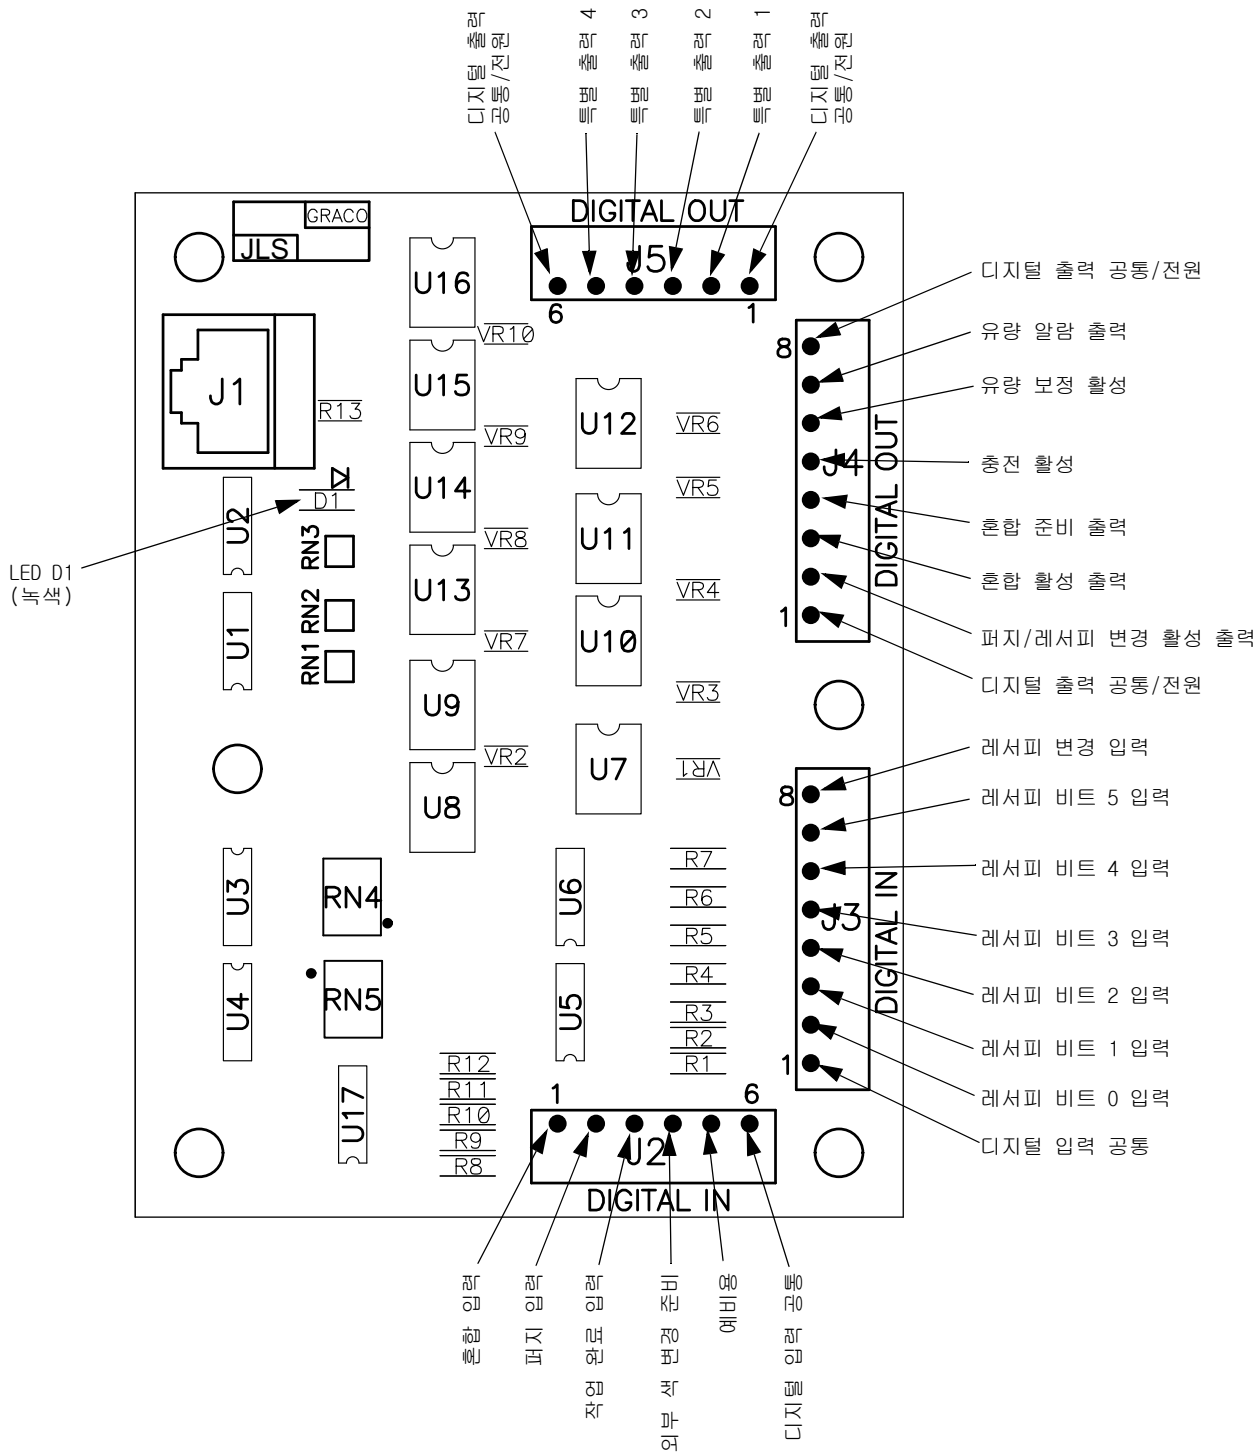 디지털 출력
공통/전원
특별 출력 4
특별 출력 3
특별 출력 2
특별 출력 1
디지털 출력
공통/전원
GRACO
JLS
DIGITAL OUT
J5
6
1
U16
VR10
J1
R13
U15
VR9
U12
VR6
U14
VR5
D1
U2
RN3
VR8
U11
U13
VR4
RN2
U1
RN1
VR7
U10
VR3
U9
VR2
U7
VR1
U8
8
J4
DIGITAL OUT
1
디지털 출력 공통/전원
유량 알람 출력
유량 보정 활성
충전 활성
혼합 준비 출력
혼합 활성 출력
퍼지/레서피 변경 활성 출력
디지털 출력 공통/전원
LED D1
(녹색)
레서피 변경 입력
레서피 비트 5 입력
레서피 비트 4 입력
레서피 비트 3 입력
레서피 비트 2 입력
레서피 비트 1 입력
레서피 비트 0 입력
디지털 입력 공통
8
J3
DIGITAL IN
1
U3
RN4
U6
R7
R6
R5
U4
RN5
U5
R4
R3
R2
R1
R12
R11
R10
R9
R8
U17
1
6
J2
DIGITAL IN
혼합 입력
퍼지 입력
작업 완료 입력
외부 색 변경 준비
예비용
디지털 입력 공통